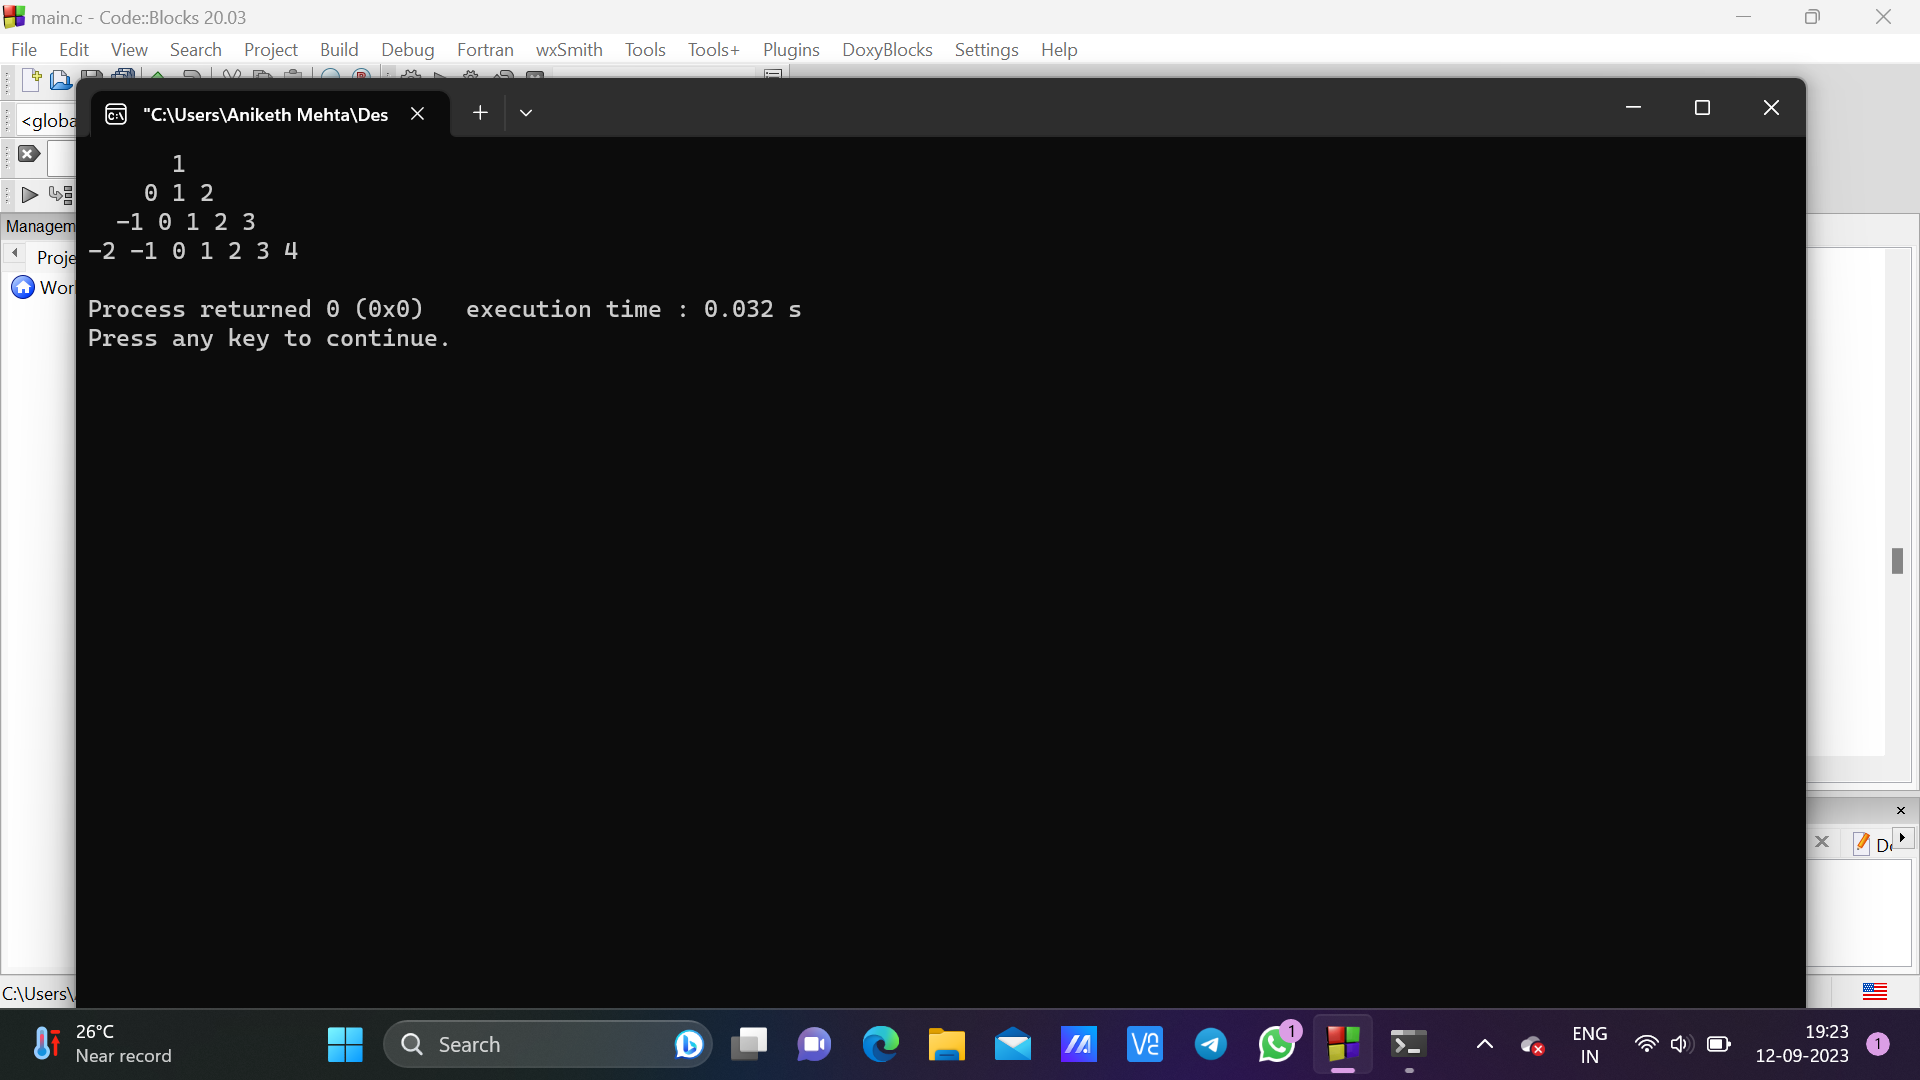 main.c - Code::Blocks 20.03
File Edit View Search Project Build Debug Fortran wxSmith Tools Tools+ Plugins DoxyBlocks Settings Help
<globa
"C:\Users\Aniketh Mehta\Des
1
0 1 2
-1 0 1 2 3
-2 -1 0 1 2 3 4
Managem
Proje
Wor
Process returned 0 (0x0) execution time : 0.032 s
Press any key to continue.
C:\Users\
26°C
Near record
Search
1
ENG
IN
19:23
12-09-2023
1